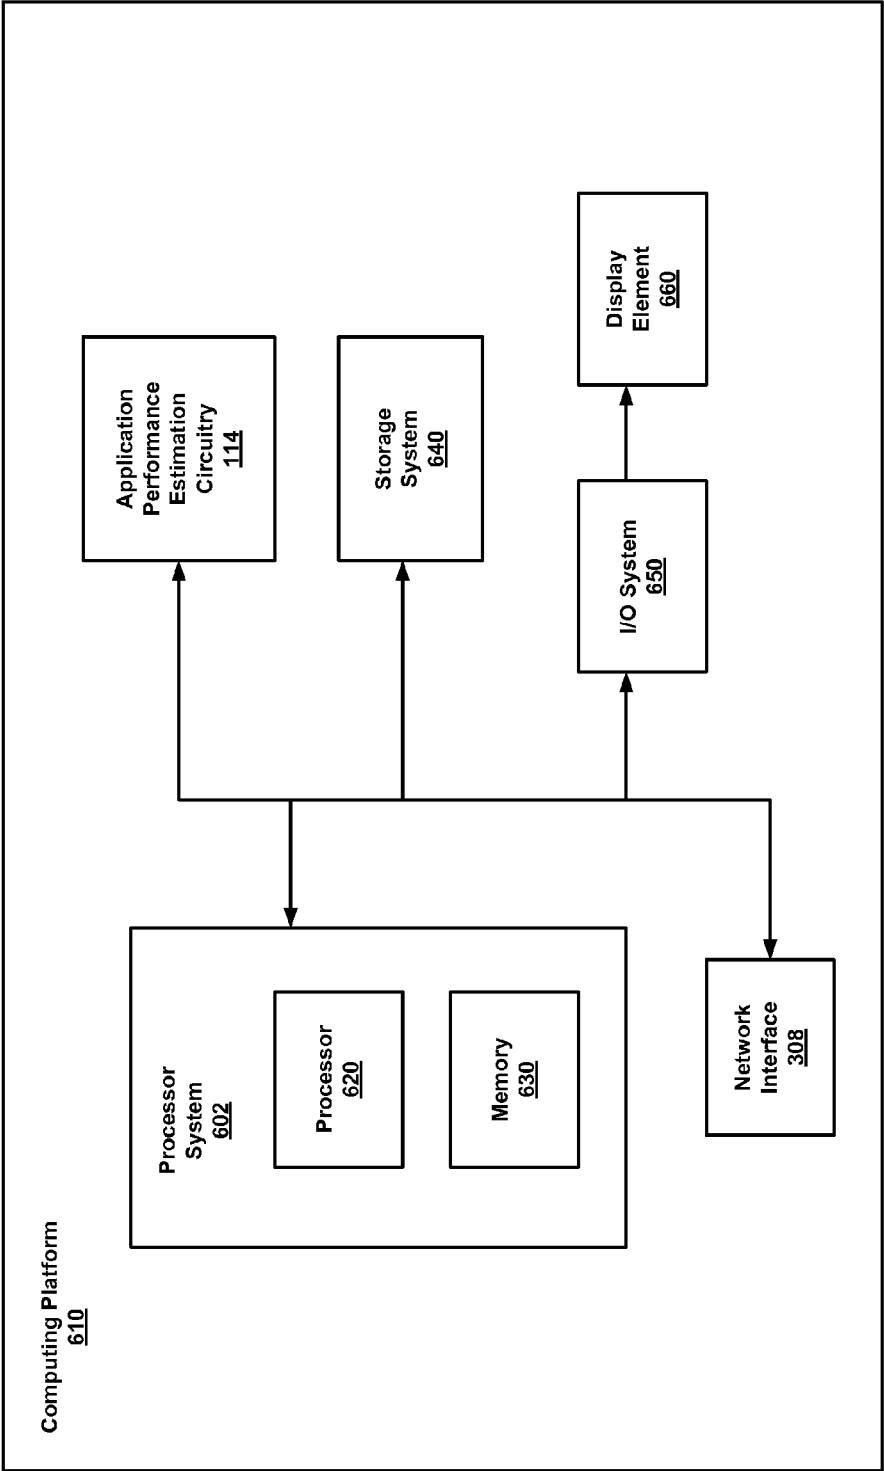 Computing Platform
610
Processor
System
602
Processor
620
Memory
630
Application
Performance
Estimation
Circuitry
114
Storage
System
640
I/O System
650
Display
Element
660
Network
Interface
308